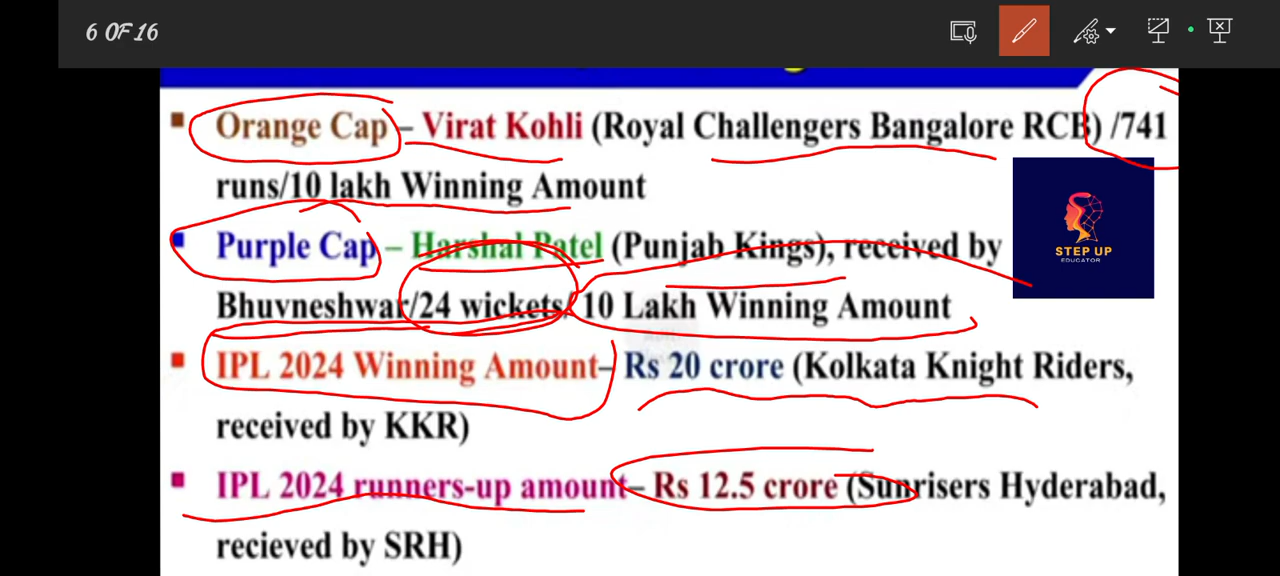 6 OF 16
▪ Orange Cap – Virat Kohli (Royal Challengers Bangalore RCB) /741
runs/10 lakh Winning Amount
▪ Purple Cap – Harshal Patel (Punjab Kings), received by
Bhuvneshwar/24 wickets/ 10 Lakh Winning Amount
STEP UP
EDUCATOR
▪ IPL 2024 Winning Amount– Rs 20 crore (Kolkata Knight Riders,
received by KKR)
▪ IPL 2024 runners-up amount– Rs 12.5 crore (Sunrisers Hyderabad,
recieved by SRH)